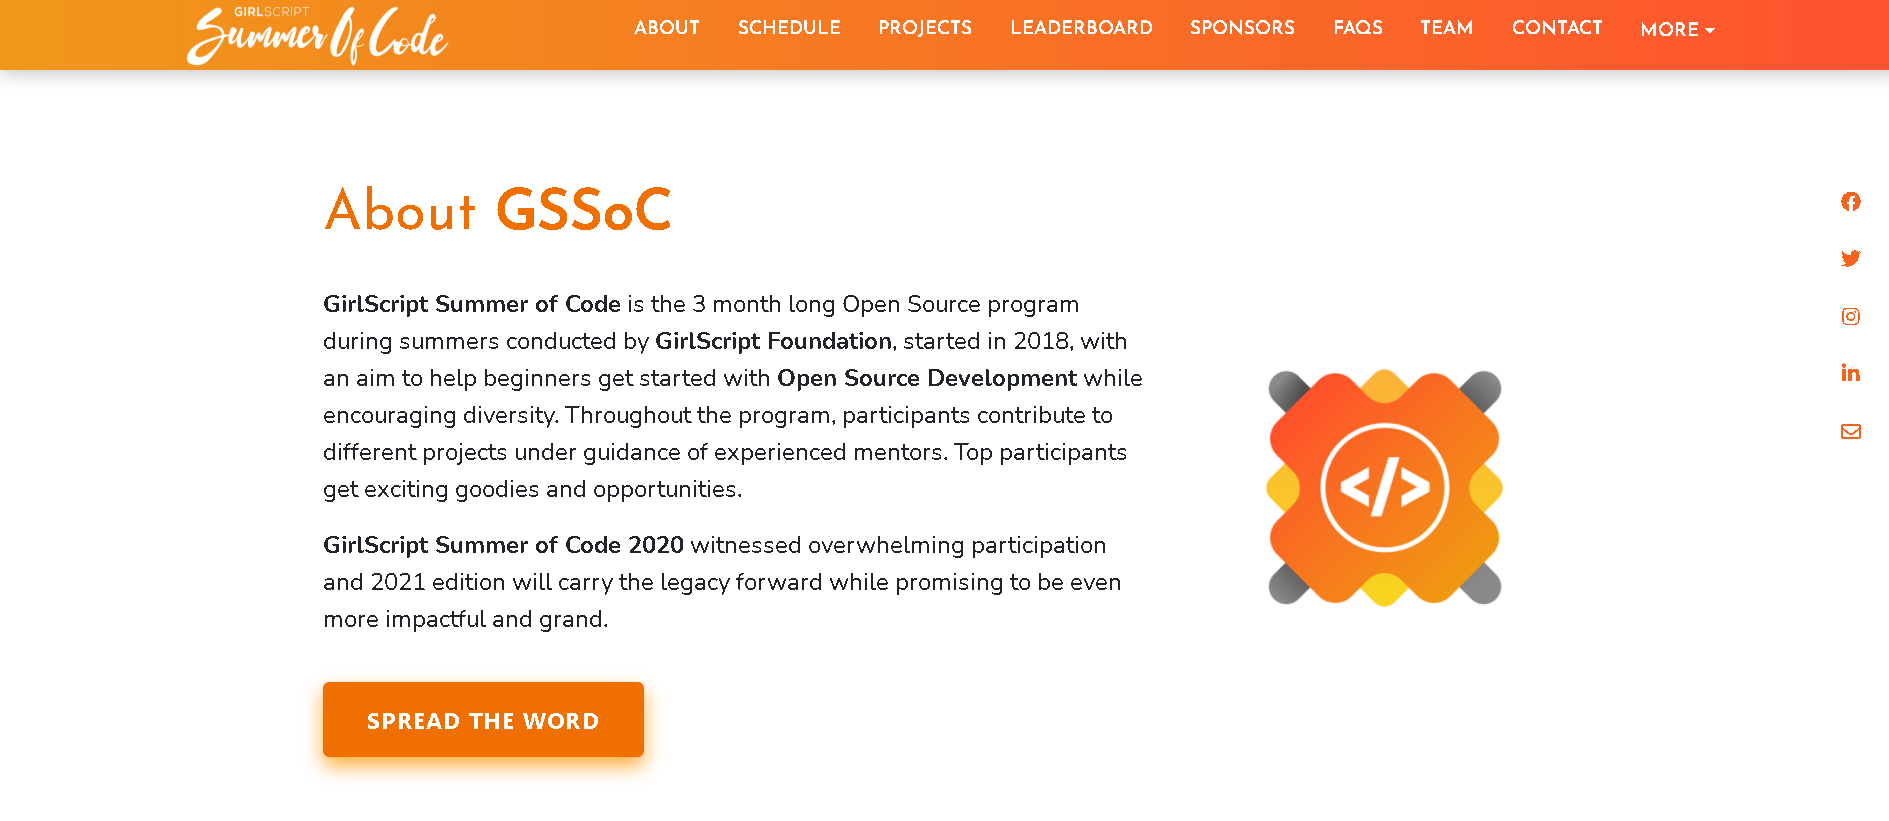 GIRLSCRIPT
Summer Of Code
ABOUT SCHEDULE PROJECTS LEADERBOARD SPONSORS FAQS TEAM CONTACT MORE
About GSSoC
GirlScript Summer of Code is the 3 month long Open Source program
during summers conducted by GirlScript Foundation, started in 2018, with
an aim to help beginners get started with Open Source Development while
encouraging diversity. Throughout the program, participants contribute to
different projects under guidance of experienced mentors. Top participants
get exciting goodies and opportunities.
GirlScript Summer of Code 2020 witnessed overwhelming participation
and 2021 edition will carry the legacy forward while promising to be even
more impactful and grand.
SPREAD THE WORD